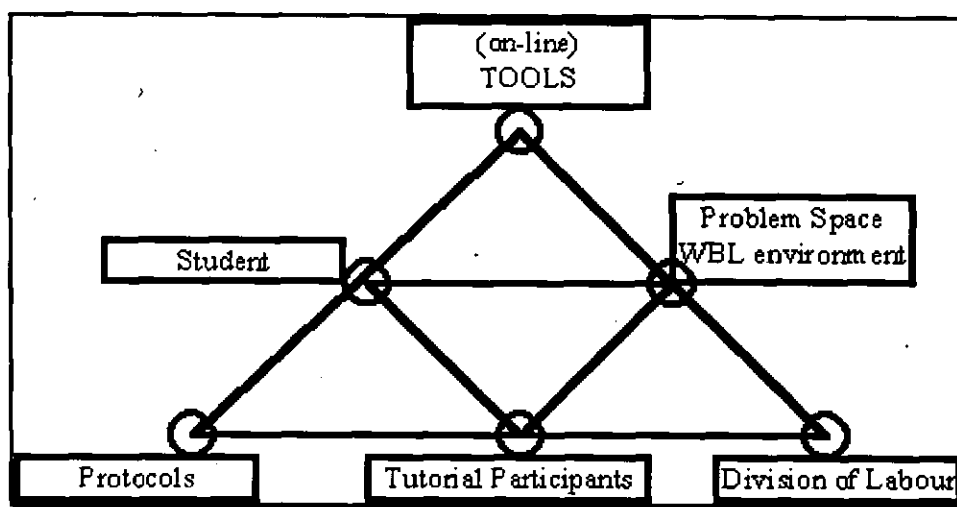 (on-line)
TOOLS
Problem Space
WBL environment
Student
Protocols
Tutorial Participants
Division of Labour